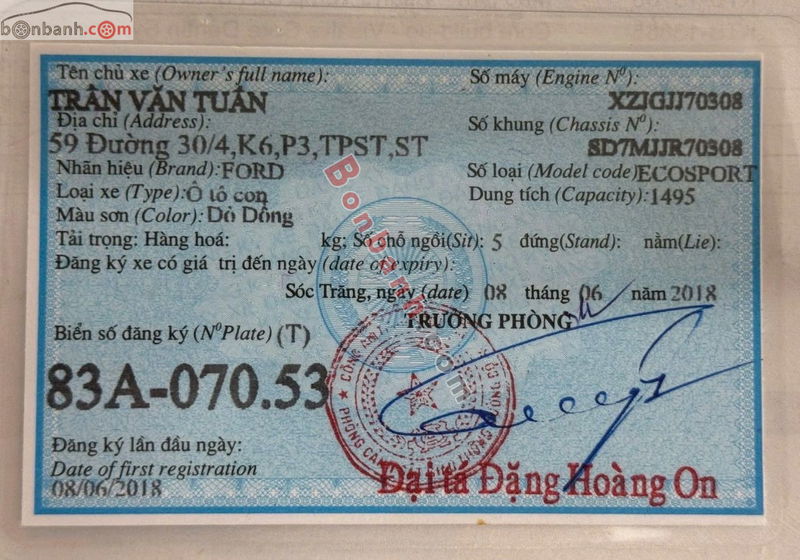 bonbanh.com
Tên chủ xe (Owner's full name):
TRẦN VĂN TUẤN
Địa chỉ (Address):
59 Đường 30/4,K6,P3,TPST,ST
Nhãn hiệu (Brand): FORD
Loại xe (Type): Ô tô con
Màu sơn (Color): Đỏ Đồng
Số máy (Engine N⁰):
XZJGJJ70308
Số khung (Chassis N⁰):
SD7MJJR70308
Số loại (Model code): ECOSPORT
Dung tích (Capacity): 1495
Tải trọng: Hàng hoá: kg; Số chỗ ngồi(Sit): 5 đứng(Stand): nằm(Lie):
Đăng ký xe có giá trị đến ngày (date of expiry):
Sóc Trăng, ngày (date) 08 tháng 06 năm 2018
TRƯỞNG PHÒNG
Biển số đăng ký (N⁰Plate) (T)
83A-070.53
Đăng ký lần đầu ngày:
Date of first registration
08/06/2018
Đại tá Đặng Hoàng On
Bonbanh.com